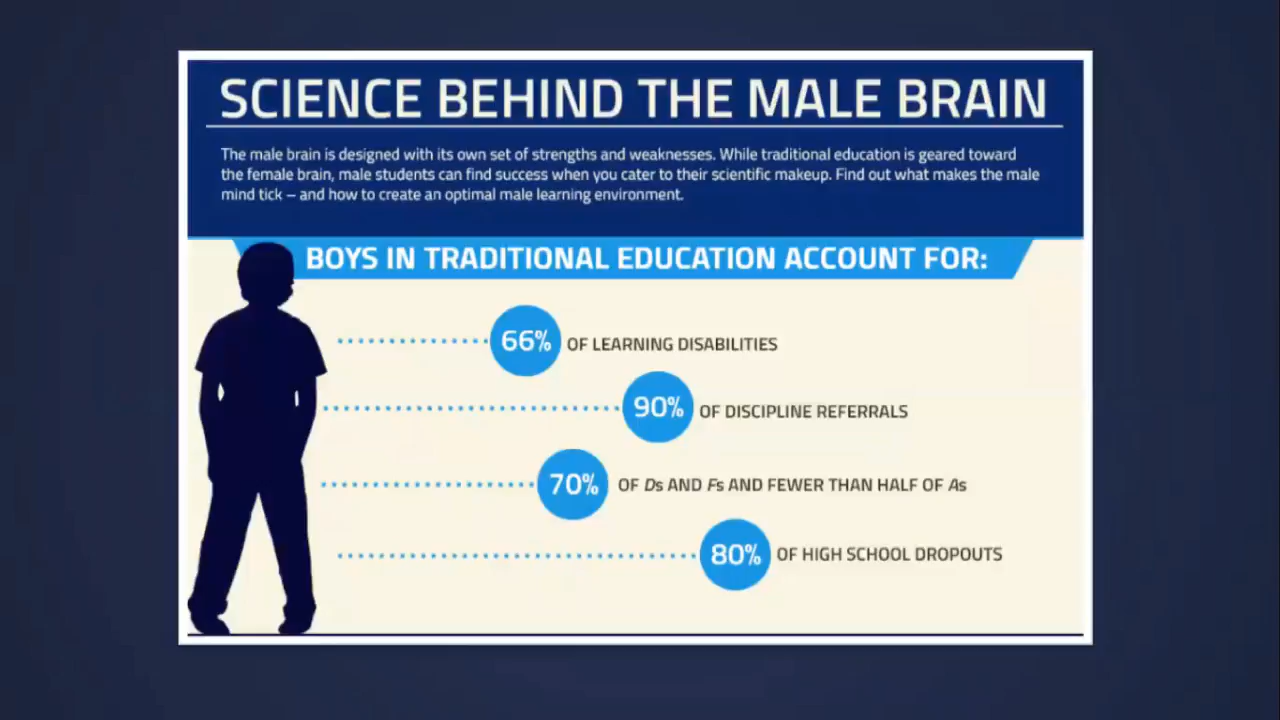 SCIENCE BEHIND THE MALE BRAIN
The male brain is designed with its own set of strengths and weaknesses. While traditional education is geared toward
the female brain, male students can find success when you cater to their scientific makeup. Find out what makes the male
mind tick – and how to create an optimal male learning environment.
BOYS IN TRADITIONAL EDUCATION ACCOUNT FOR:
66% OF LEARNING DISABILITIES
90% OF DISCIPLINE REFERRALS
70% OF Ds AND Fs AND FEWER THAN HALF OF As
80% OF HIGH SCHOOL DROPOUTS